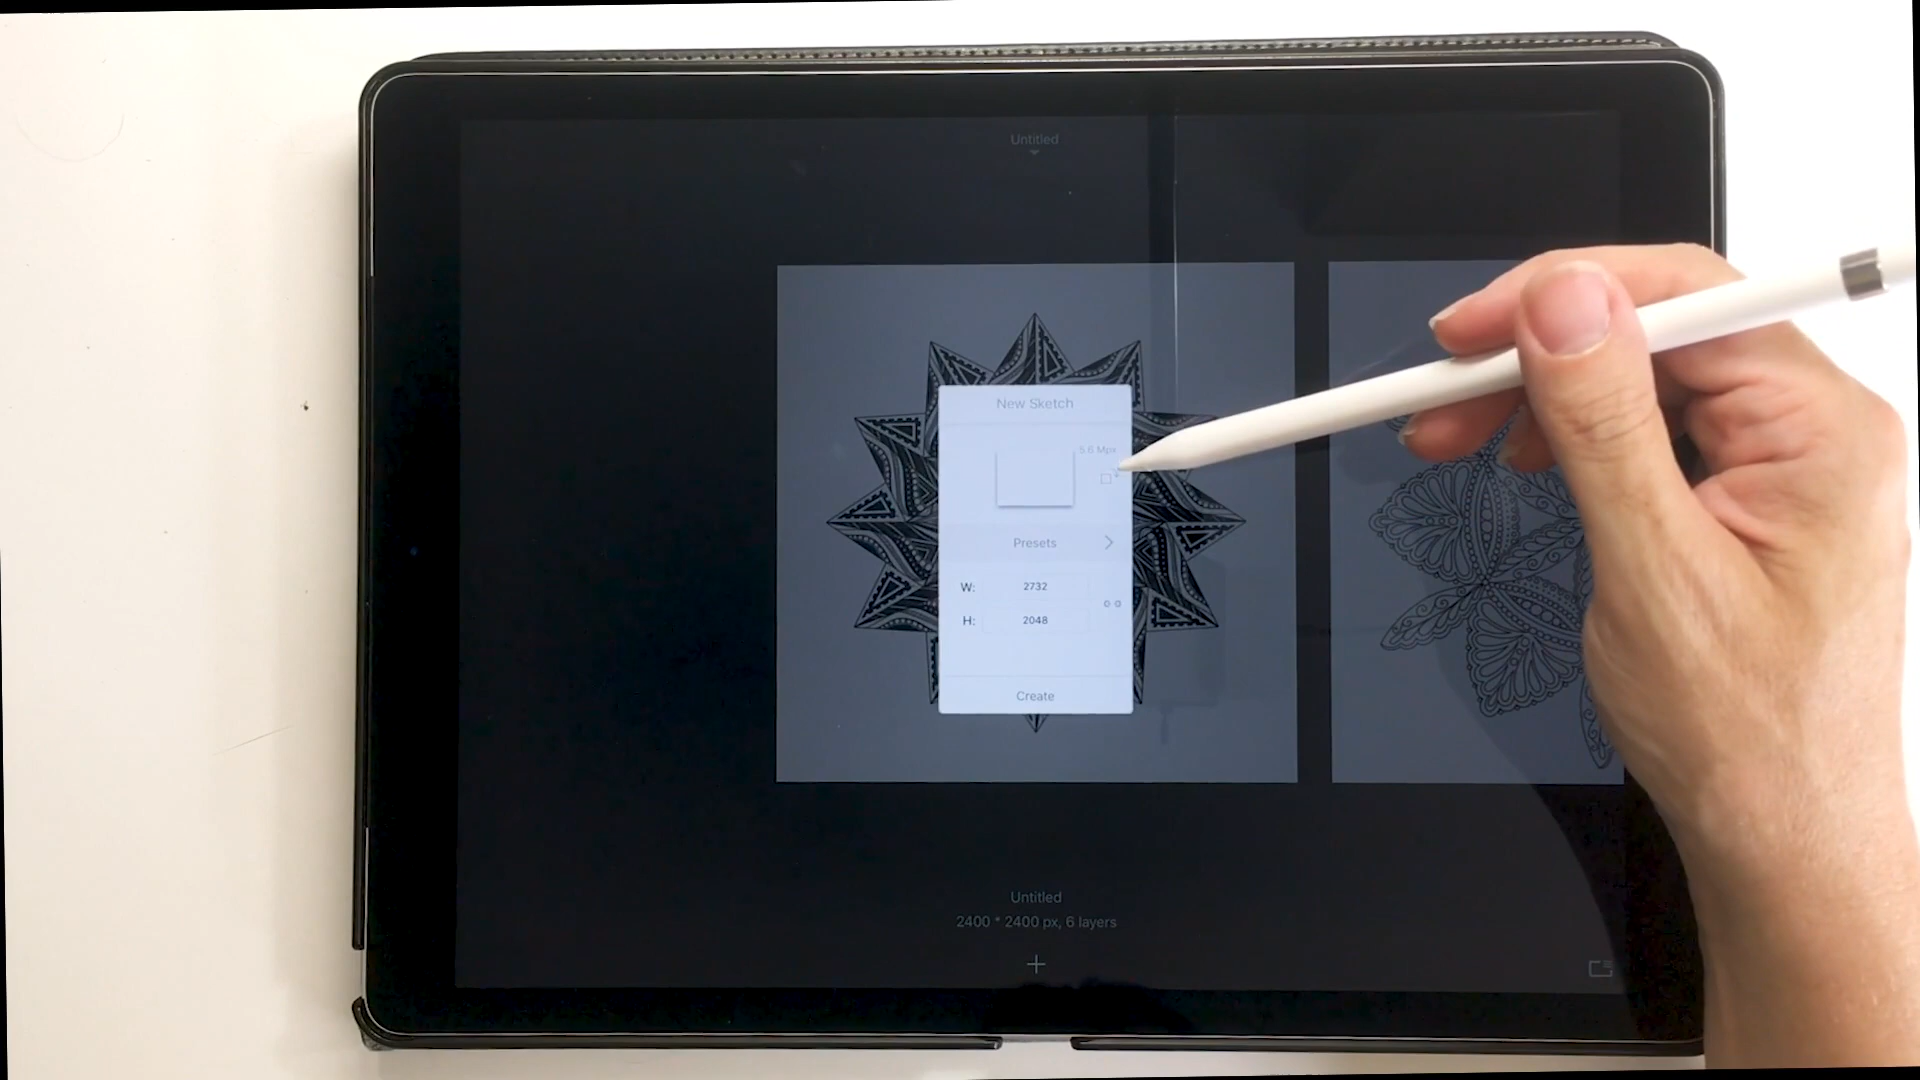 Untitled
New Sketch
5.6 Mpx
Presets
W: 2732
H: 2048
Create
Untitled
2400 * 2400 px, 6 layers